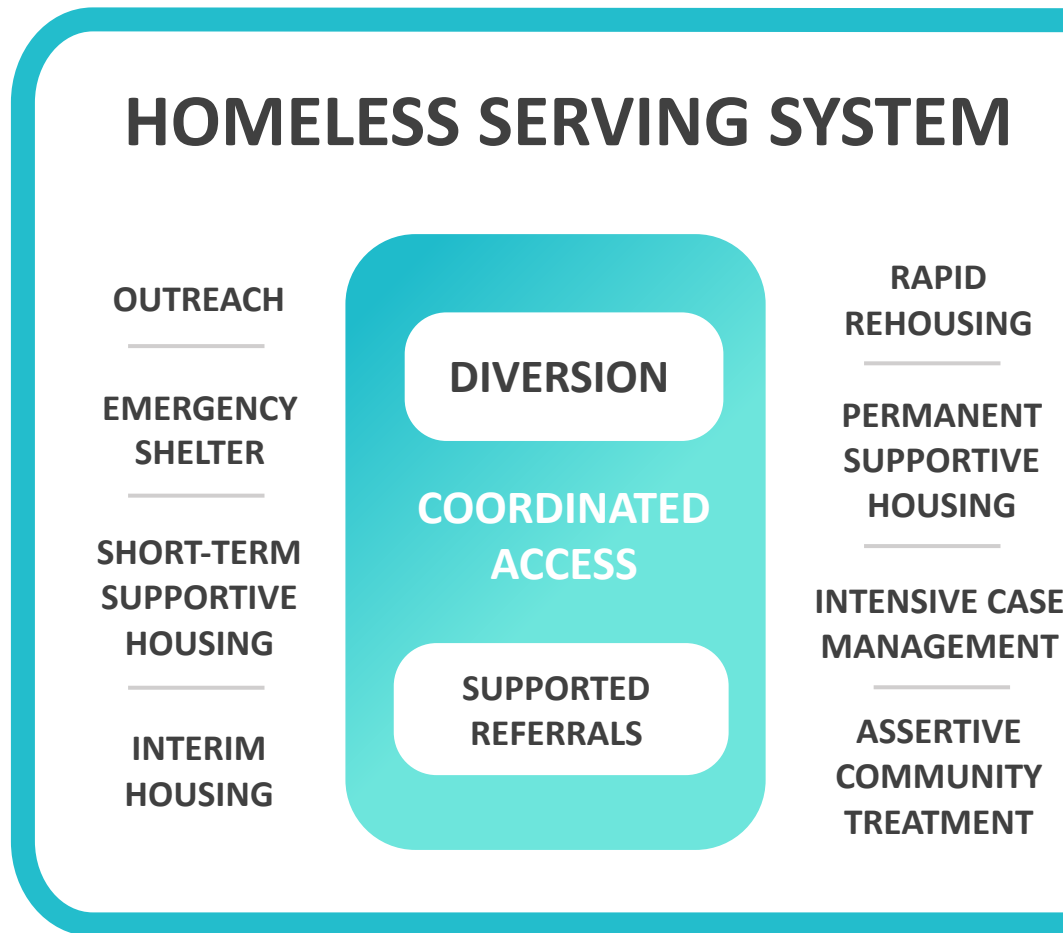 HOMELESS SERVING SYSTEM
OUTREACH
EMERGENCY
SHELTER
SHORT-TERM
SUPPORTIVE
HOUSING
INTERIM
HOUSING
DIVERSION
COORDINATED
ACCESS
SUPPORTED
REFERRALS
RAPID
REHOUSING
PERMANENT
SUPPORTIVE
HOUSING
INTENSIVE CASE
MANAGEMENT
ASSERTIVE
COMMUNITY
TREATMENT